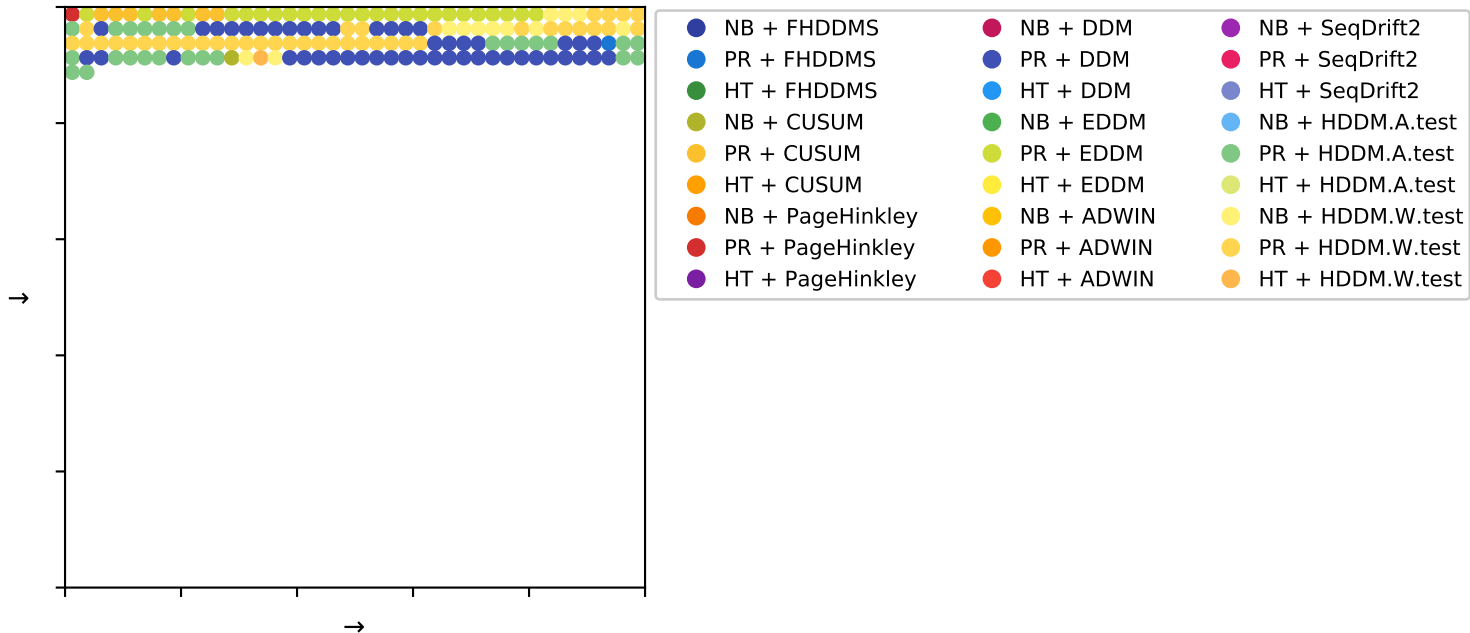 NB + FHDDMS
PR + FHDDMS
HT + FHDDMS
NB + CUSUM
PR + CUSUM
HT + CUSUM
NB + PageHinkley
PR + PageHinkley
HT + PageHinkley
NB + DDM
PR + DDM
HT + DDM
NB + EDDM
PR + EDDM
HT + EDDM
NB + ADWIN
PR + ADWIN
HT + ADWIN
NB + SeqDrift2
PR + SeqDrift2
HT + SeqDrift2
NB + HDDM.A.test
PR + HDDM.A.test
HT + HDDM.A.test
NB + HDDM.W.test
PR + HDDM.W.test
HT + HDDM.W.test
→
→